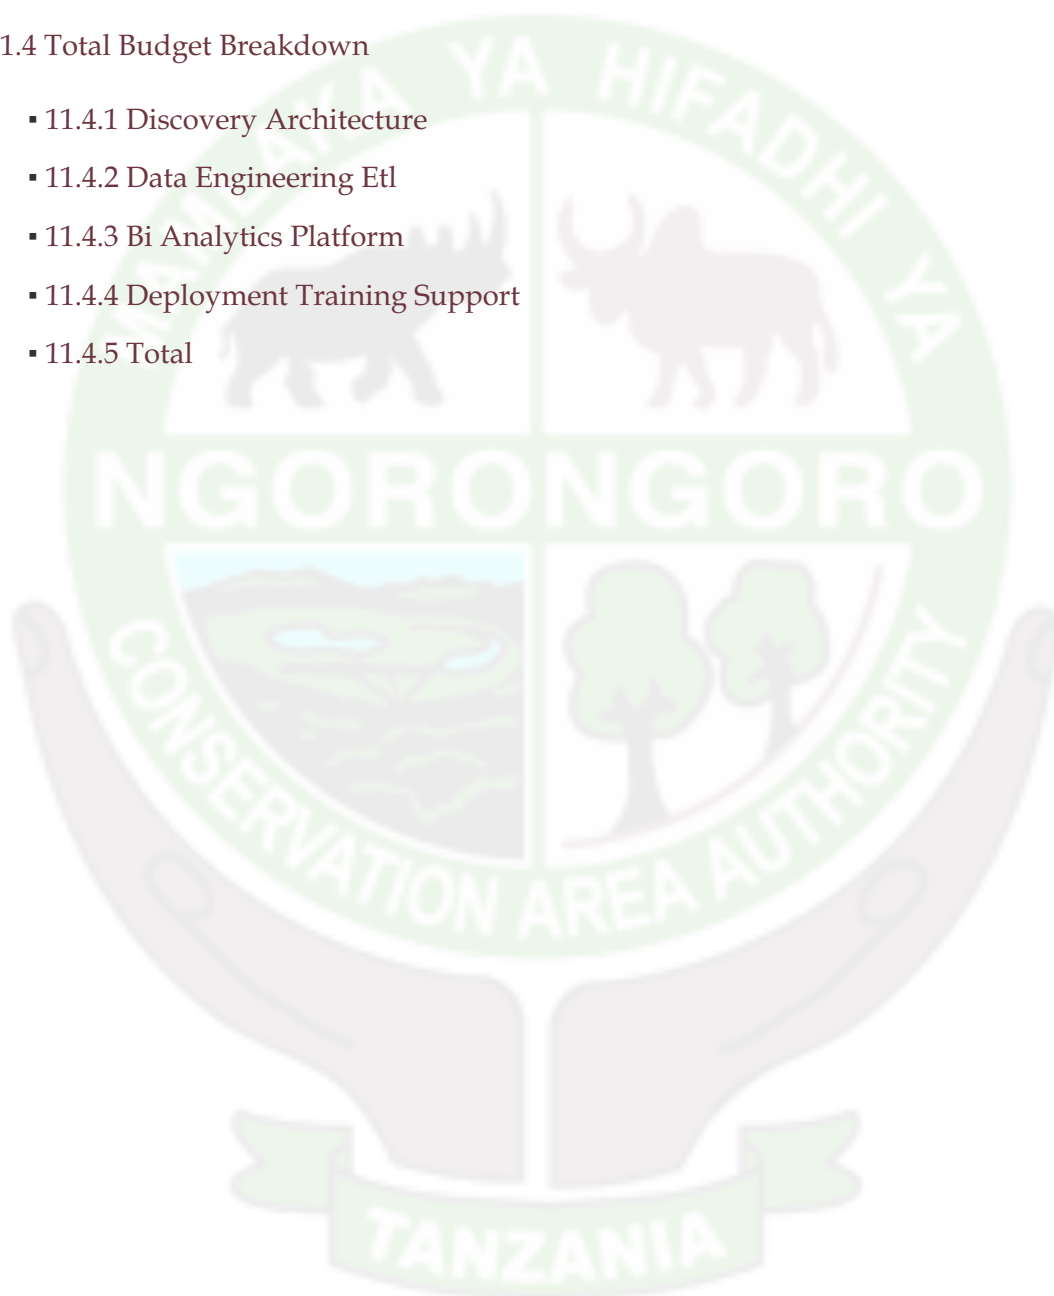 1.4 Total Budget Breakdown
▪ 11.4.1 Discovery Architecture
▪ 11.4.2 Data Engineering Etl
▪ 11.4.3 Bi Analytics Platform
▪ 11.4.4 Deployment Training Support
▪ 11.4.5 Total
MAMLAKA YA HIFADHI YA
NGORONGORO
CONSERVATION AREA AUTHORITY
TANZANIA